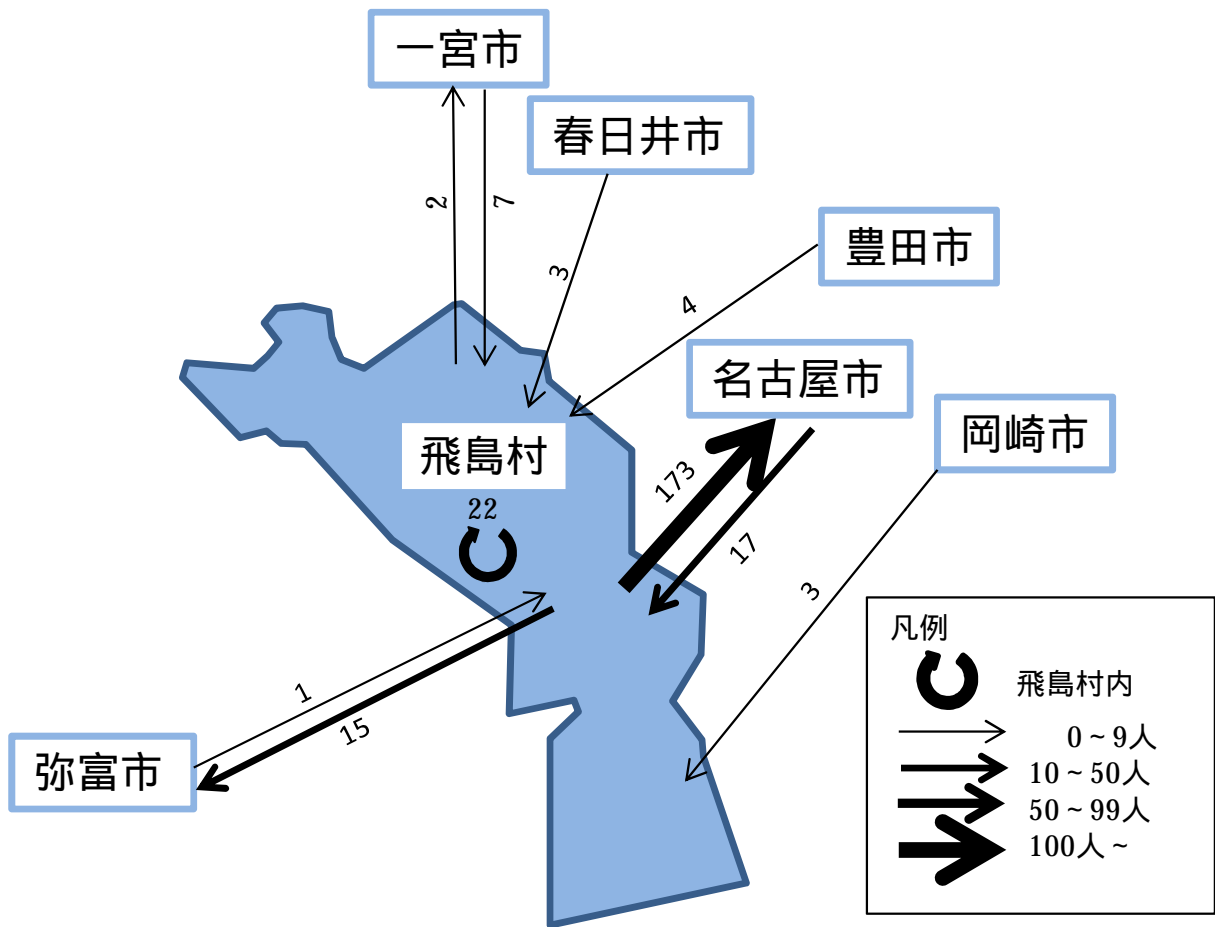 一宮市
春日井市
2
7
豊田市
3
4
名古屋市
岡崎市
飛島村
173
22
17
3
凡例
飛島村内
1
0~9人
15
弥富市
10~50人
50~99人
100人~